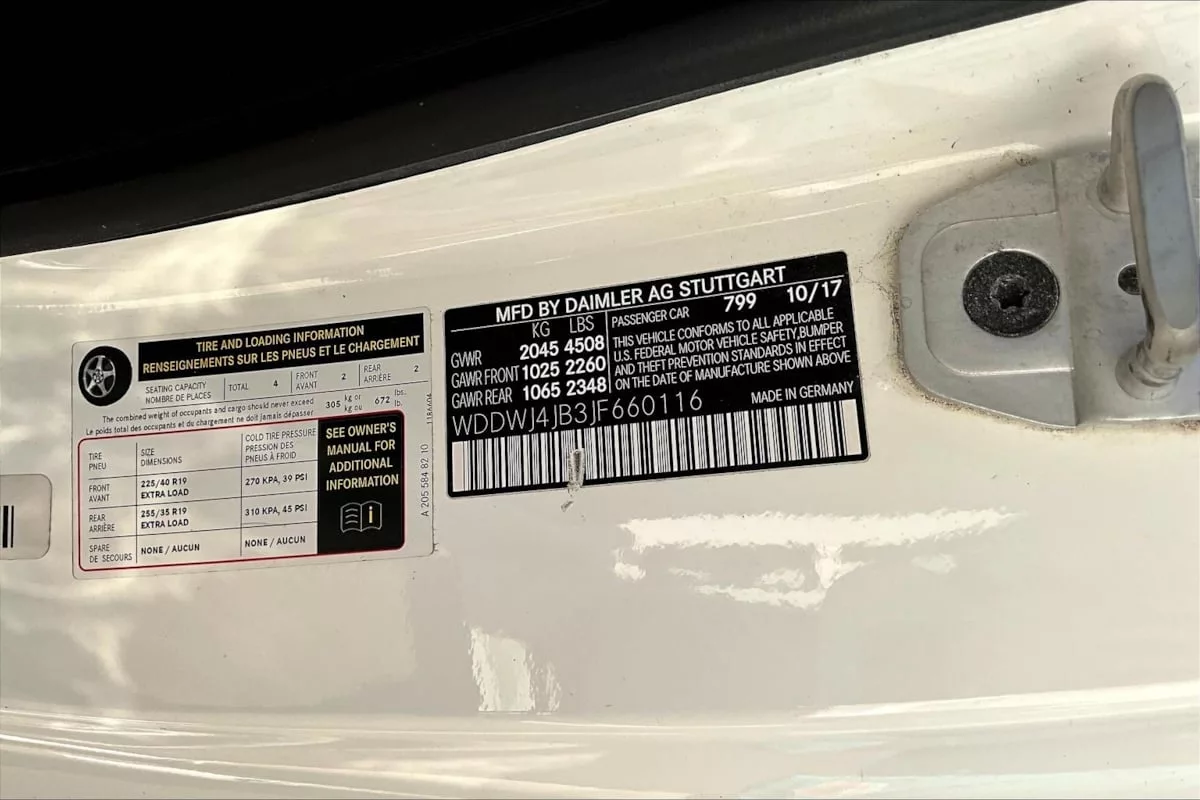 TIRE AND LOADING INFORMATION
RENSEIGNEMENTS SUR LES PNEUS ET LE CHARGEMENT
SEATING CAPACITY
NOMBRE DE PLACES
TOTAL 4
FRONT
AVANT 2
REAR
ARRIÈRE 2
The combined weight of occupants and cargo should never exceed
Le poids total des occupants et du chargement ne doit jamais dépasser
305 kg or
kg ou
672 lbs.
lb.
TIRE
PNEU
SIZE
DIMENSIONS
COLD TIRE PRESSURE
PRESSION DES
PNEUS À FROID
FRONT
AVANT
225/40 R19
EXTRA LOAD
270 KPA, 39 PSI
REAR
ARRIÈRE
255/35 R19
EXTRA LOAD
310 KPA, 45 PSI
SPARE
DE SECOURS
NONE / AUCUN
NONE / AUCUN
SEE OWNER'S
MANUAL FOR
ADDITIONAL
INFORMATION
i
A 205 584 82 10
1186604
MFD BY DAIMLER AG STUTTGART
KG LBS
GVWR 2045 4508
GAWR FRONT 1025 2260
GAWR REAR 1065 2348
PASSENGER CAR 799 10/17
THIS VEHICLE CONFORMS TO ALL APPLICABLE
U.S. FEDERAL MOTOR VEHICLE SAFETY, BUMPER
AND THEFT PREVENTION STANDARDS IN EFFECT
ON THE DATE OF MANUFACTURE SHOWN ABOVE
WDDWJ4JB3JF660116
MADE IN GERMANY